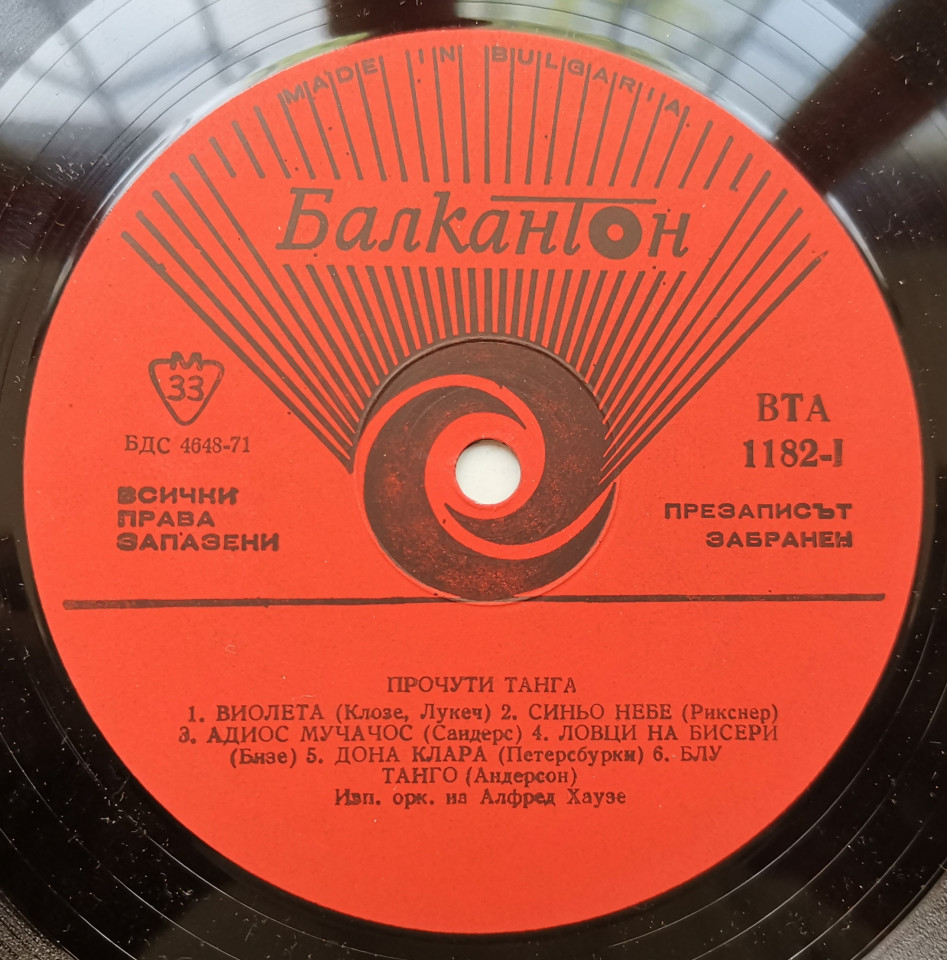 MADE IN BULGARIA
Балкантон
М
33
БДС 4648-71
ВТА
1182-I
ВСИЧКИ
ПРАВА
ЗАПАЗЕНИ
ПРЕЗАПИСЪТ
ЗАБРАНЕН
ПРОЧУТИ ТАНГА
1. ВИОЛЕТА (Клозе, Лукеч) 2. СИНЬО НЕБЕ (Рикснер)
3. АДИОС МУЧАЧОС (Сандерс) 4. ЛОВЦИ НА БИСЕРИ
(Бизе) 5. ДОНА КЛАРА (Петерсбурки) 6. БЛУ
ТАНГО (Андерсон)
Изп. орк. на Алфред Хаузе